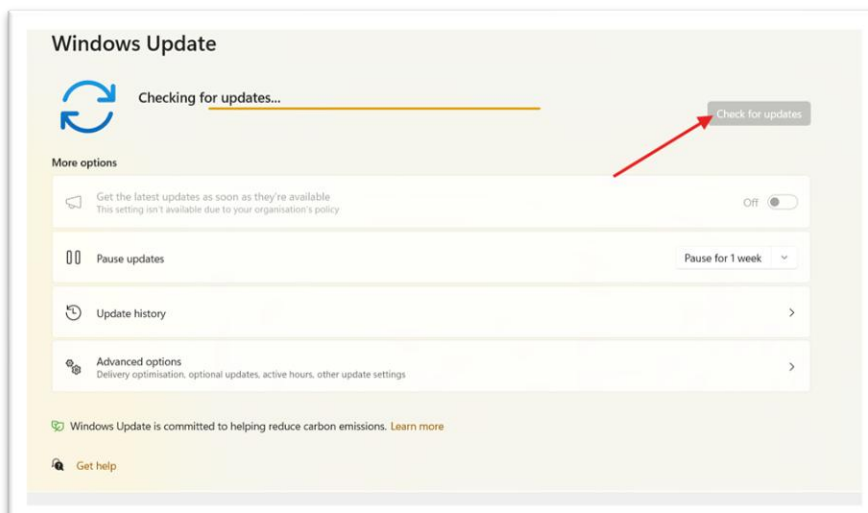 Windows Update
Checking for updates...
Check for updates
More options
Get the latest updates as soon as they're available
This setting isn't available due to your organisation's policy
Off
Pause updates
Pause for 1 week
Update history
Advanced options
Delivery optimisation, optional updates, active hours, other update settings
Windows Update is committed to helping reduce carbon emissions. Learn more
Get help